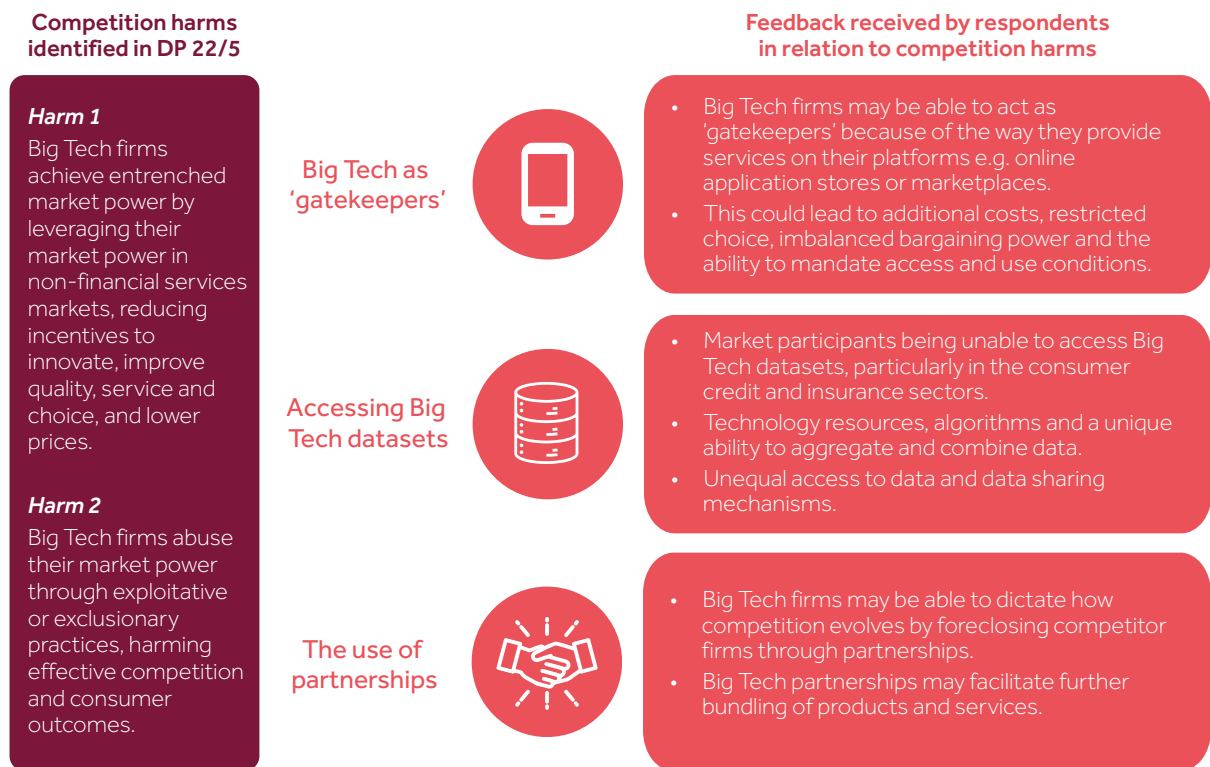 Competition harms
identified in DP 22/5
Harm 1
Big Tech firms
achieve entrenched
market power by
leveraging their
market power in
non-financial services
markets, reducing
incentives to
innovate, improve
quality, service and
choice, and lower
prices.
Harm 2
Big Tech firms abuse
their market power
through exploitative
or exclusionary
practices, harming
effective competition
and consumer
outcomes.
Feedback received by respondents
in relation to competition harms
Big Tech as
‘gatekeepers’
• Big Tech firms may be able to act as
‘gatekeepers’ because of the way they provide
services on their platforms e.g. online
application stores or marketplaces.
• This could lead to additional costs, restricted
choice, imbalanced bargaining power and the
ability to mandate access and use conditions.
Accessing Big
Tech datasets
• Market participants being unable to access Big
Tech datasets, particularly in the consumer
credit and insurance sectors.
• Technology resources, algorithms and a unique
ability to aggregate and combine data.
• Unequal access to data and data sharing
mechanisms.
The use of
partnerships
• Big Tech firms may be able to dictate how
competition evolves by foreclosing competitor
firms through partnerships.
• Big Tech partnerships may facilitate further
bundling of products and services.